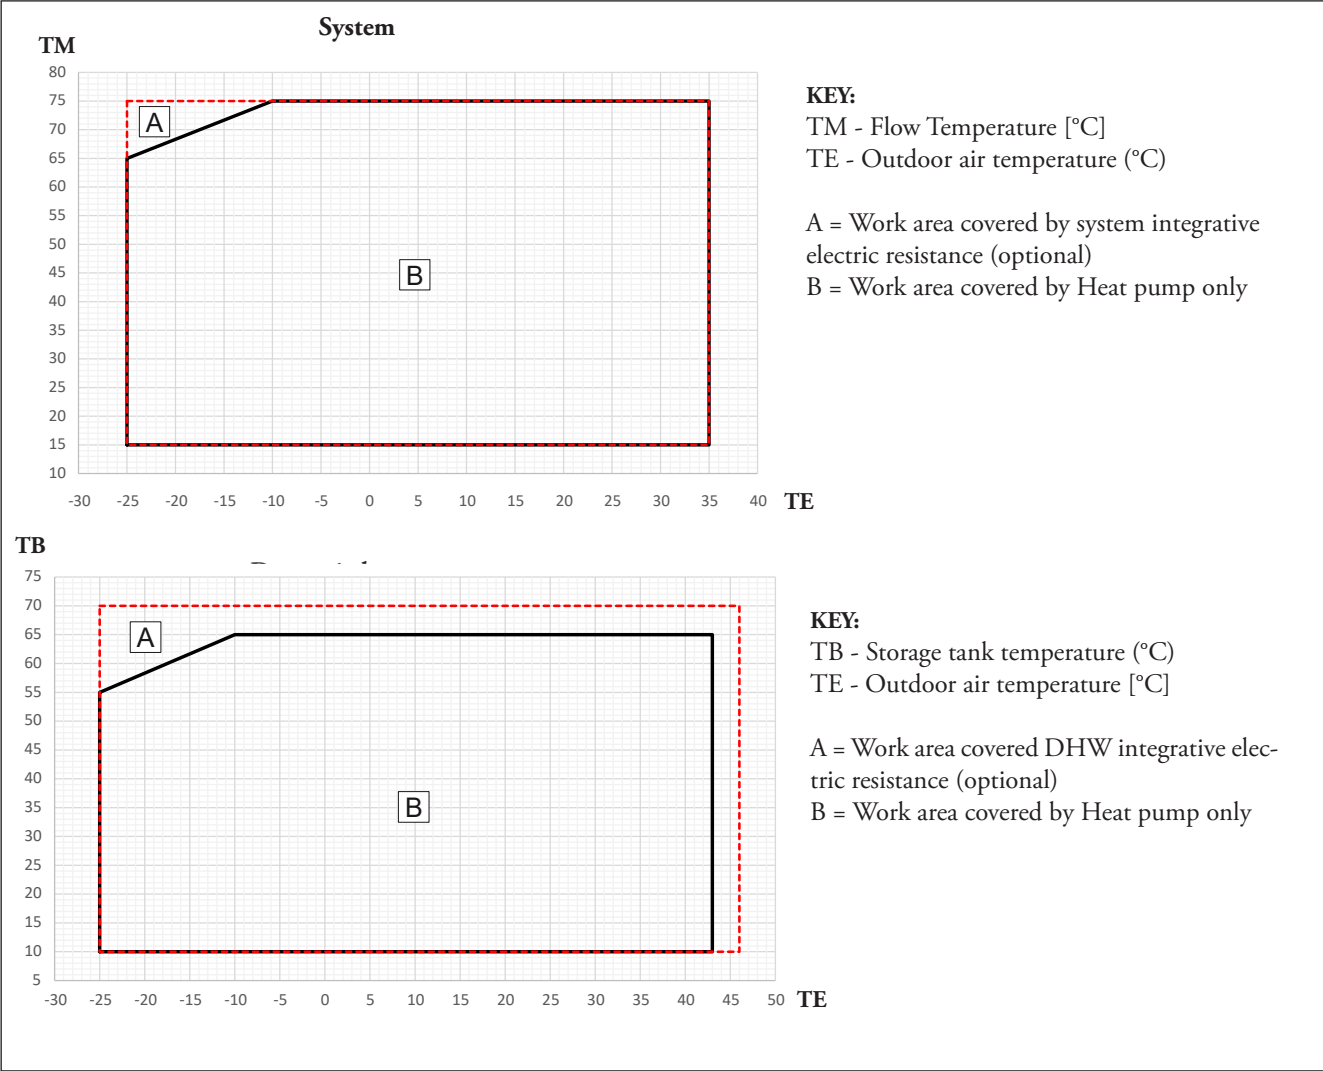 System
TM
80
75
70
65
60
55
50
45
40
35
30
25
20
15
10
A
B
-30 -25 -20 -15 -10 -5 0 5 10 15 20 25 30 35 40 TE
KEY:
TM - Flow Temperature [°C]
TE - Outdoor air temperature (°C)
A = Work area covered by system integrative
electric resistance (optional)
B = Work area covered by Heat pump only
TB
75
70
65
60
55
50
45
40
35
30
25
20
15
10
5
A
B
-30 -25 -20 -15 -10 -5 0 5 10 15 20 25 30 35 40 45 50 TE
KEY:
TB - Storage tank temperature (°C)
TE - Outdoor air temperature [°C]
A = Work area covered DHW integrative elec-
tric resistance (optional)
B = Work area covered by Heat pump only